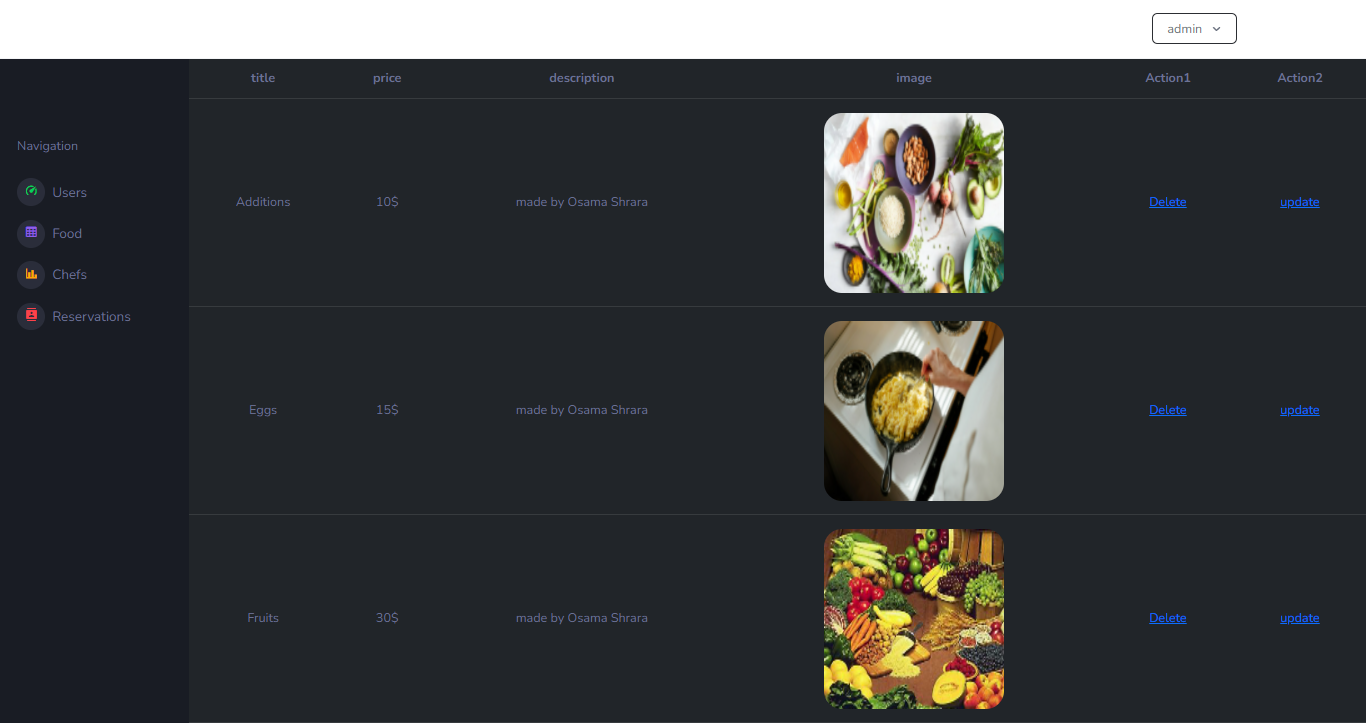 admin
title price description image Action1 Action2
Navigation
Users
Food
Chefs
Reservations
Additions 10$ made by Osama Shrara Delete update
Eggs 15$ made by Osama Shrara Delete update
Fruits 30$ made by Osama Shrara Delete update